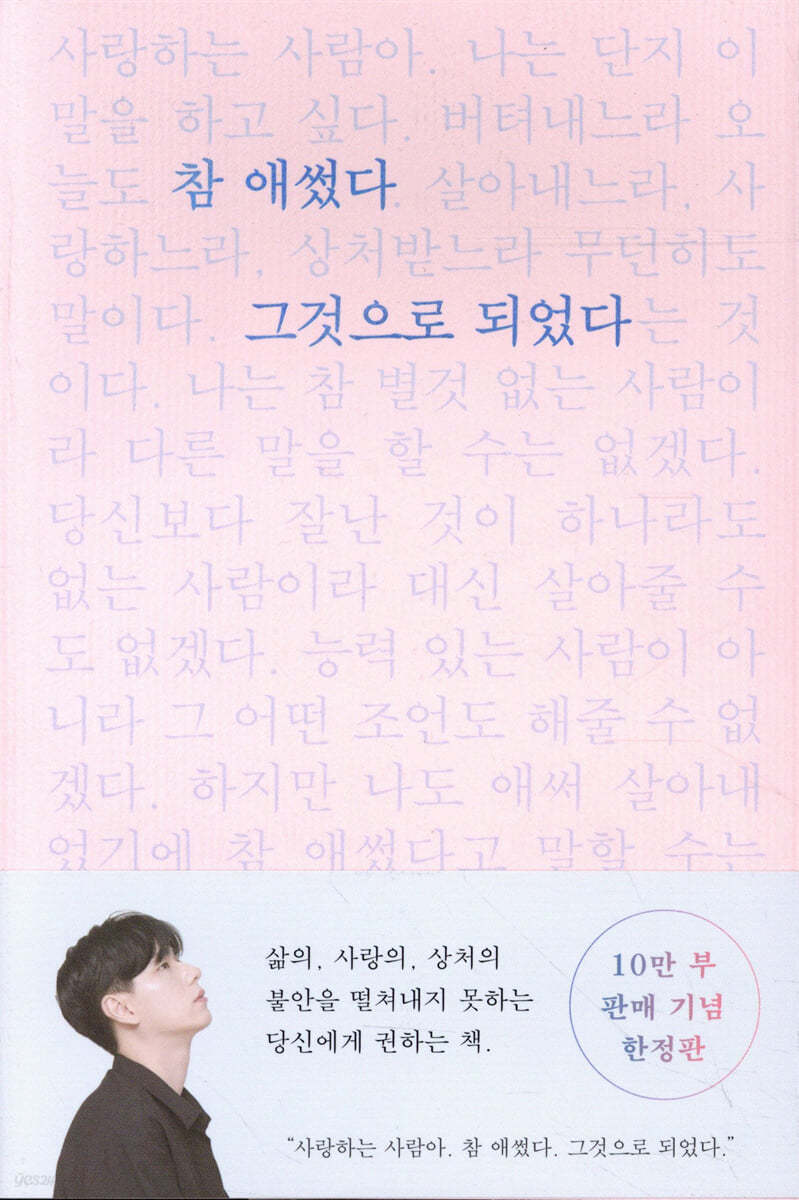 사랑하는 사람아. 나는 단지 이
말을 하고 싶다. 버텨내느라 오
늘도 참 애썼다. 살아내느라, 사
랑하느라, 상처받느라 무던히도
말이다. 그것으로 되었다는 것
이다. 나는 참 별것 없는 사람이
라 다른 말을 할 수는 없겠다.
당신보다 잘난 것이 하나라도
없는 사람이라 대신 살아줄 수
도 없겠다. 능력 있는 사람이 아
니라 그 어떤 조언도 해줄 수 없
겠다. 하지만 나도 애써 살아내
었기에 참 애썼다고 말할 수는
삶의, 사랑의, 상처의
불안을 떨쳐내지 못하는
당신에게 권하는 책.
10만 부
판매 기념
한정판
“사랑하는 사람아. 참 애썼다. 그것으로 되었다.”
yes24